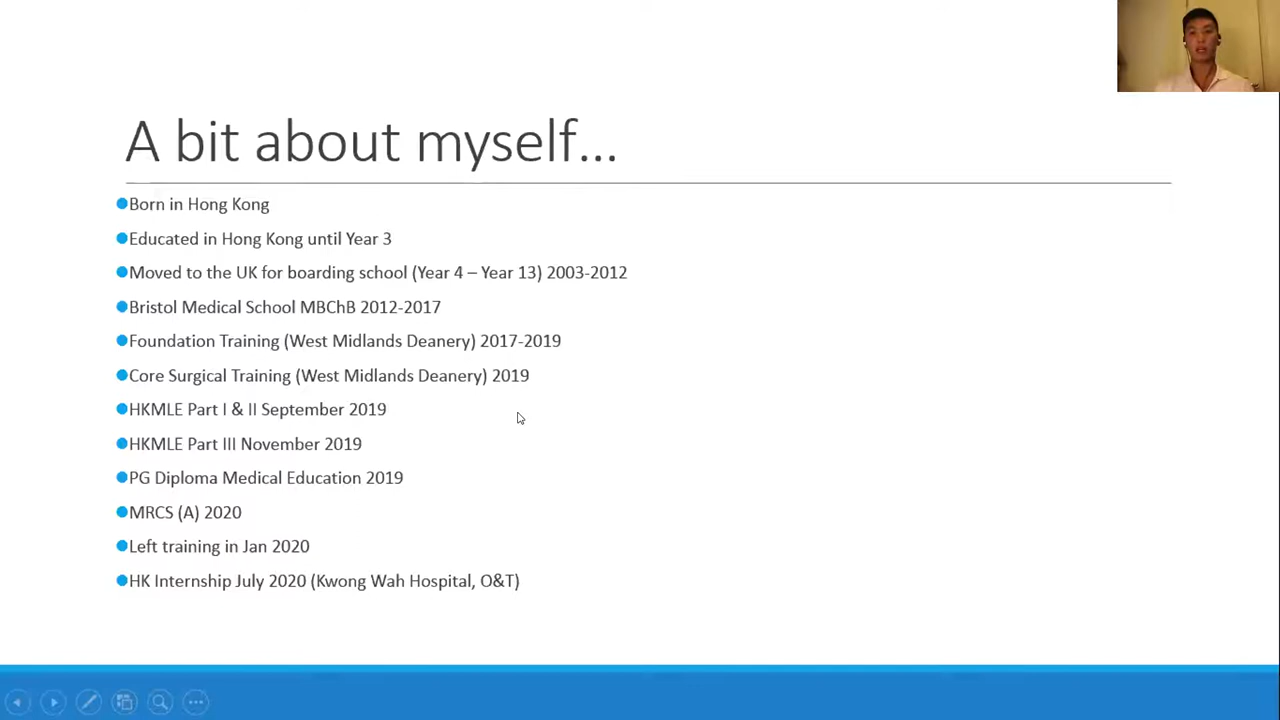 A bit about myself...
Born in Hong Kong
Educated in Hong Kong until Year 3
Moved to the UK for boarding school (Year 4 – Year 13) 2003-2012
Bristol Medical School MBChB 2012-2017
Foundation Training (West Midlands Deanery) 2017-2019
Core Surgical Training (West Midlands Deanery) 2019
HKMLE Part I & II September 2019
HKMLE Part III November 2019
PG Diploma Medical Education 2019
MRCS (A) 2020
Left training in Jan 2020
HK Internship July 2020 (Kwong Wah Hospital, O&T)